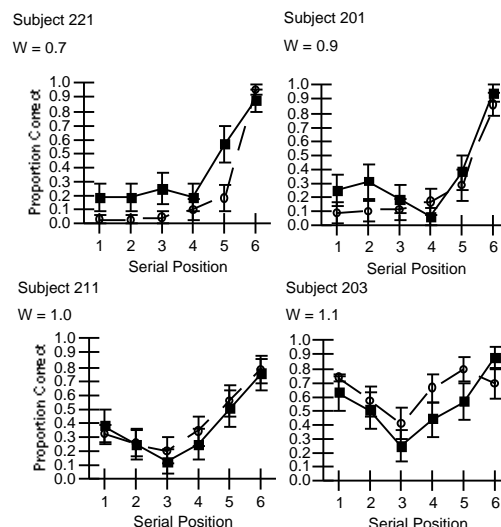 Subject 221
W = 0.7
Proportion Correct
1.0
0.9
0.8
0.7
0.6
0.5
0.4
0.3
0.2
0.1
0.0
1 2 3 4 5 6
Serial Position
Subject 201
W = 0.9
1.0
0.9
0.8
0.7
0.6
0.5
0.4
0.3
0.2
0.1
0.0
1 2 3 4 5 6
Serial Position
Subject 211
W = 1.0
Proportion Correct
1.0
0.9
0.8
0.7
0.6
0.5
0.4
0.3
0.2
0.1
0.0
1 2 3 4 5 6
Serial Position
Subject 203
W = 1.1
1.0
0.9
0.8
0.7
0.6
0.5
0.4
0.3
0.2
0.1
0.0
1 2 3 4 5 6
Serial Position